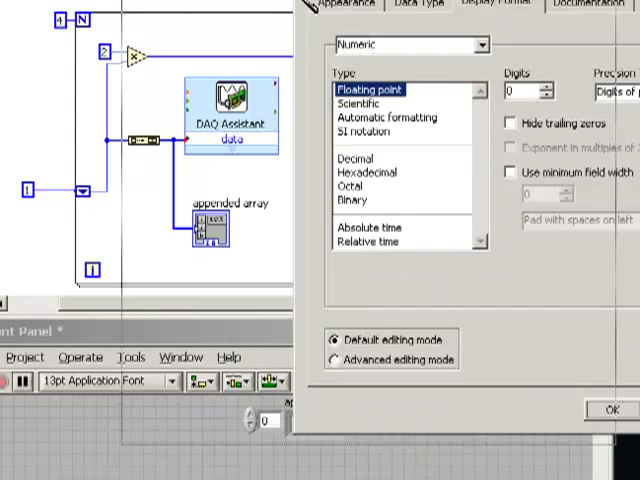 Appearance Data Type Display Format Documentation
4 N
2
x
Numeric
Type Digits Precision
Floating point 0 Digits of
Scientific
Automatic formatting Hide trailing zeros
SI notation Exponent in multiples of
DAQ Assistant
data
Decimal
Hexadecimal Use minimum field width
Octal 0
Binary
Pad with spaces on left
1
appended array
Absolute time
Relative time
i
Default editing mode
Advanced editing mode
OK
Panel *
Project Operate Tools Window Help
13pt Application Font
0